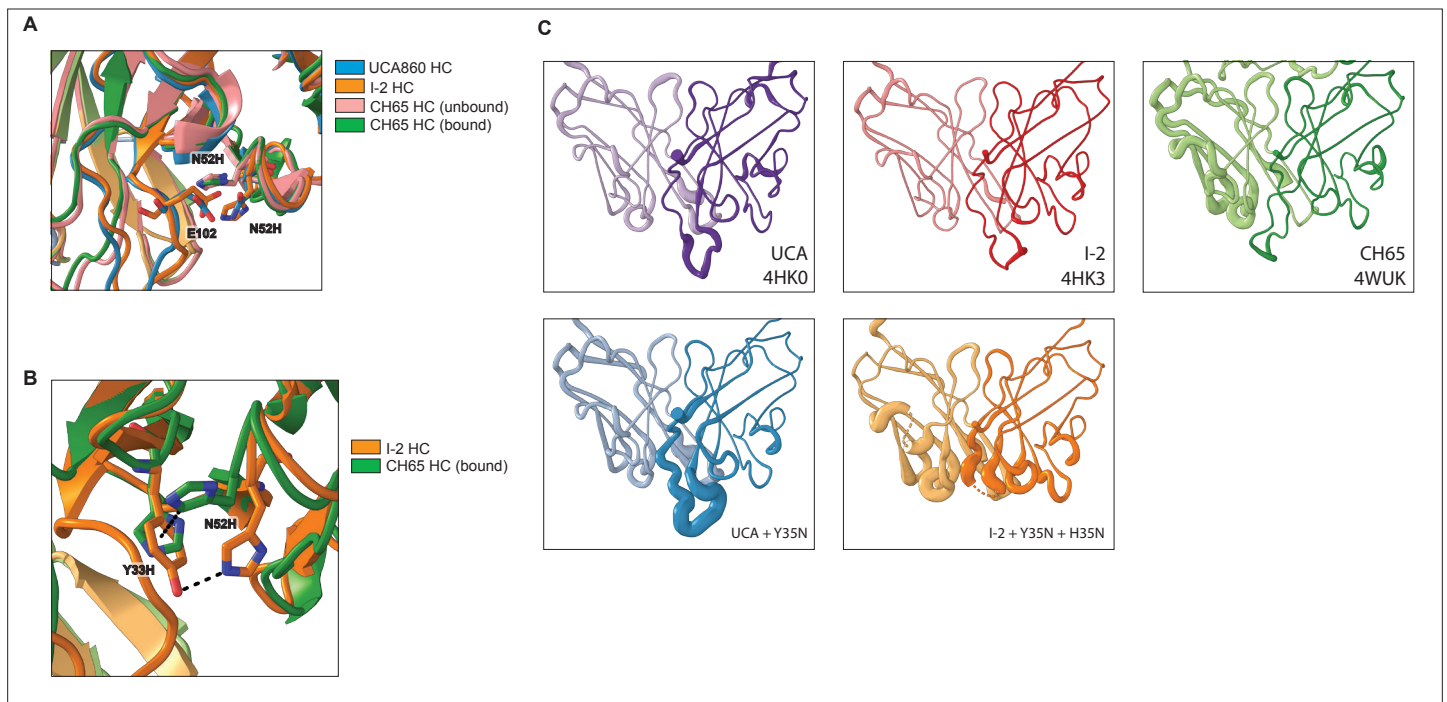 A
UCA860 HC
I-2 HC
CH65 HC (unbound)
CH65 HC (bound)
N52H
E102
N52H
B
I-2 HC
CH65 HC (bound)
N52H
Y33H
C
UCA
4HK0
I-2
4HK3
CH65
4WUK
UCA + Y35N
I-2 + Y35N + H35N